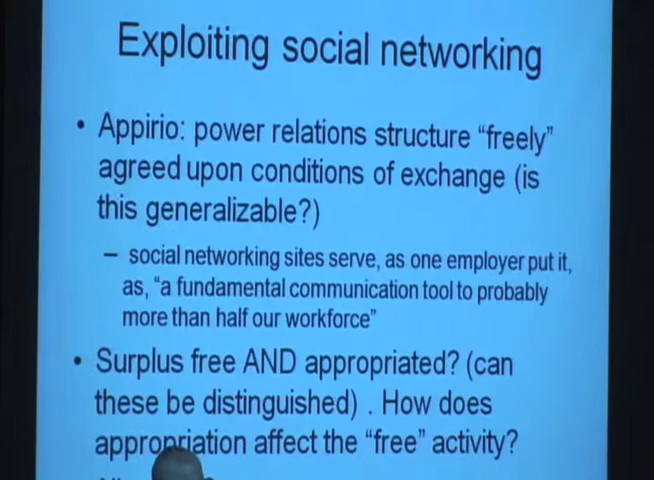 Exploiting social networking
• Appirio: power relations structure “freely”
agreed upon conditions of exchange (is
this generalizable?)
– social networking sites serve, as one employer put it,
as, “a fundamental communication tool to probably
more than half our workforce”
• Surplus free AND appropriated? (can
these be distinguished) . How does
appropriation affect the “free” activity?